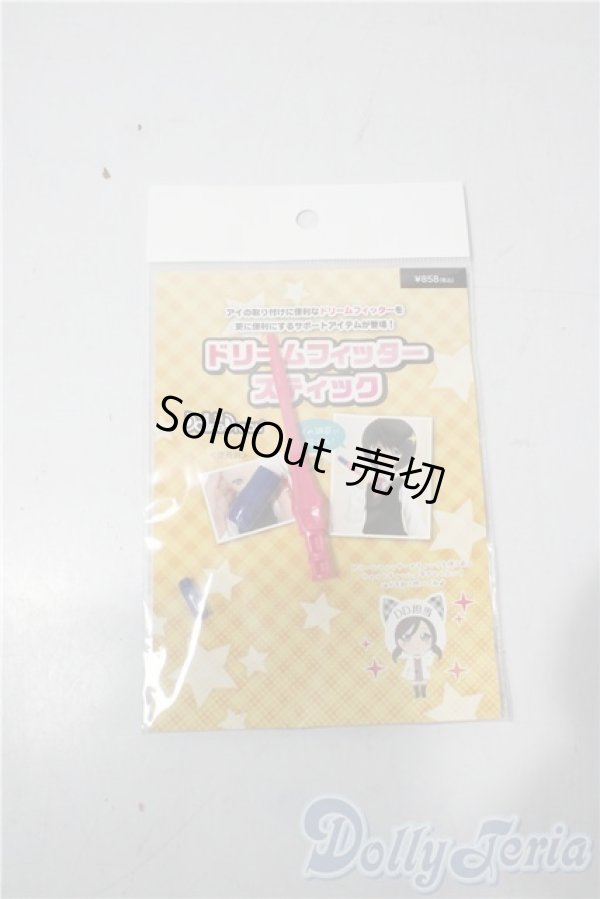 ¥858(税込)
アイの取り付けに便利なドリームフィッターを
更に便利にするサポートアイテムが登場！
ドリームフィッター
スティック
SoldOut 売切
DD担当
DollyTeria